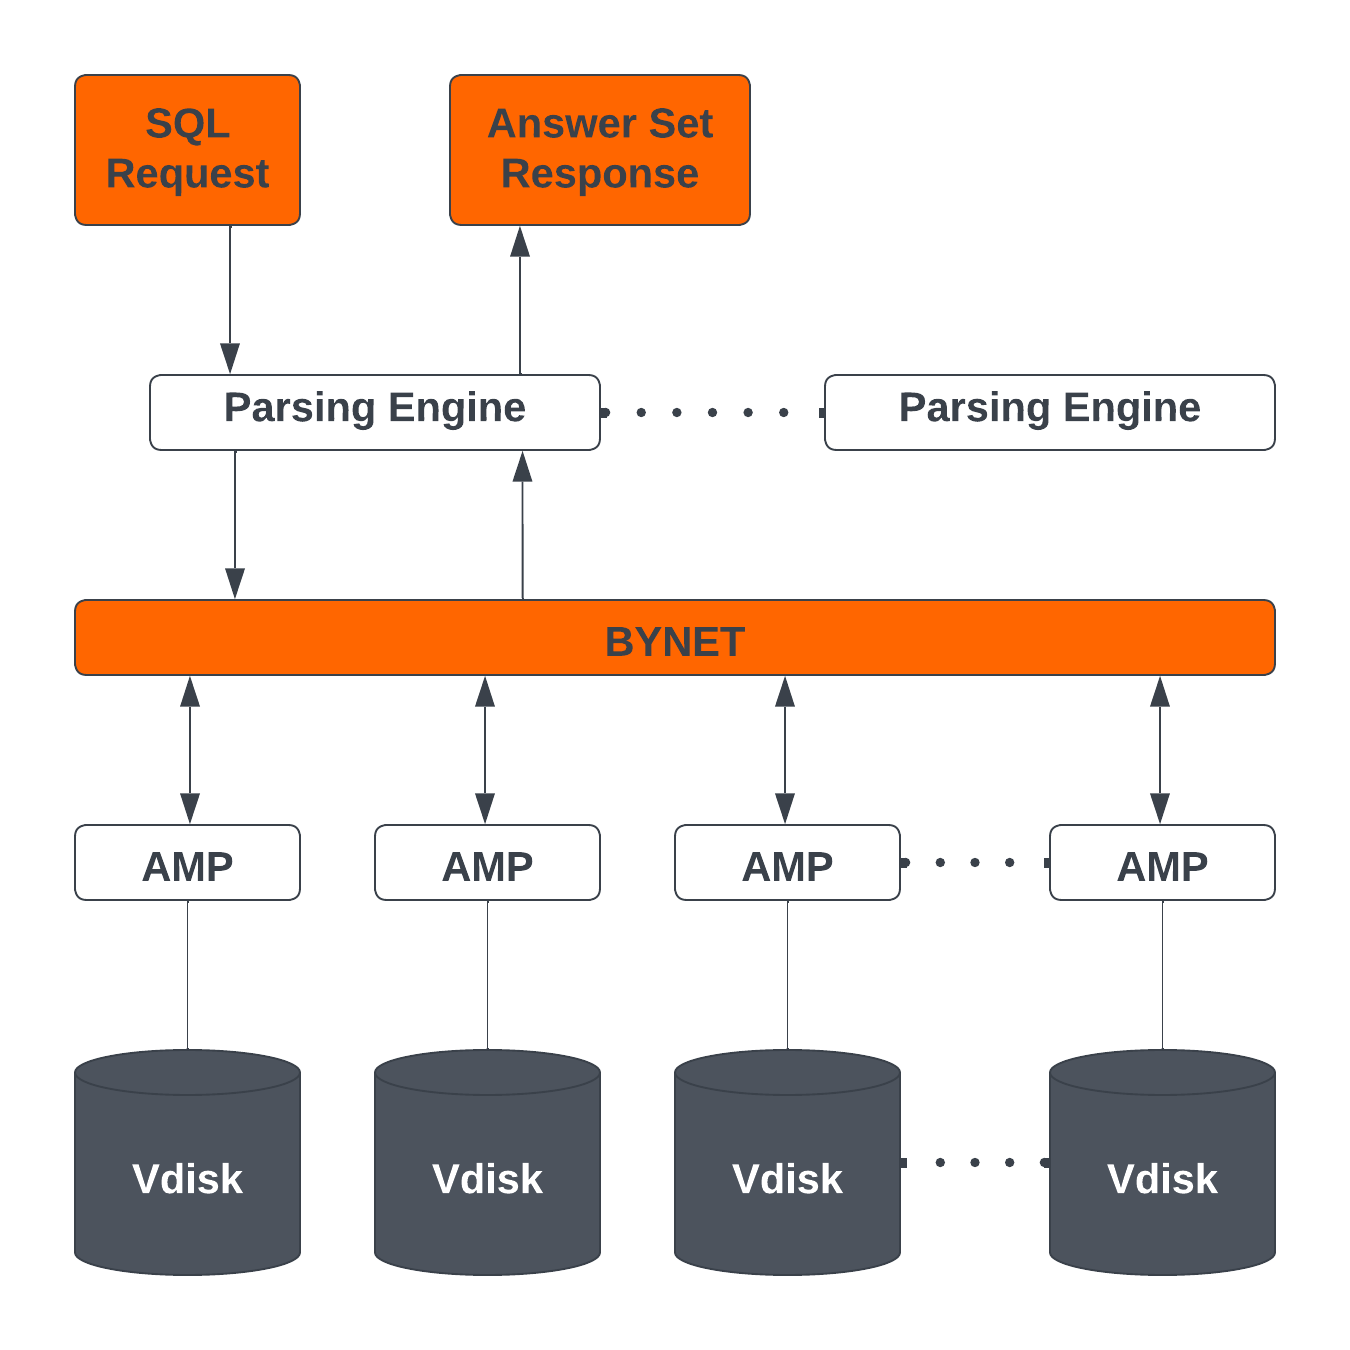 SQL
Request
Answer Set
Response
Parsing Engine
Parsing Engine
BYNET
AMP
AMP
AMP
AMP
Vdisk
Vdisk
Vdisk
Vdisk